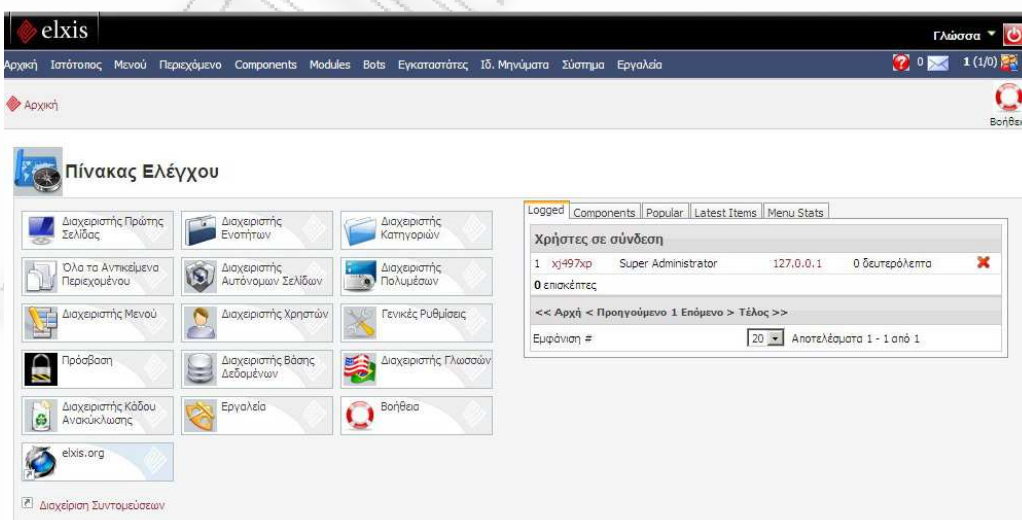 elxis
Γλώσσα
Αρχική Ιστότοπος Μενού Περιεχόμενο Components Modules Bots Εγκαταστάτες Ιδ. Μηνύματα Σύστημα Εργαλεία 0 1 (1/0)
Αρχική
Βοήθει
Πίνακας Ελέγχου
Διαχειριστής Πρώτης
Σελίδας
Διαχειριστής
Ενοτήτων
Διαχειριστής
Κατηγοριών
Όλα τα Αντικείμενα
Περιεχομένου
Διαχειριστής
Αυτόνομων Σελίδων
Διαχειριστής
Πολυμέσων
Διαχειριστής Μενού
Διαχειριστής Χρηστών
Γενικές Ρυθμίσεις
Πρόσβαση
Διαχειριστής Βάσης
Δεδομένων
Διαχειριστής Γλωσσών
Διαχειριστής Κάδου
Ανακύκλωσης
Εργαλεία
Βοήθεια
elxis.org
Διαχείριση Συντομεύσεων
Logged Components Popular Latest Items Menu Stats
Χρήστες σε σύνδεση
1 xj497xp Super Administrator 127.0.0.1 0 δευτερόλεπτα
0 επισκέπτες
<< Αρχή < Προηγούμενο 1 Επόμενο > Τέλος >>
Εμφάνιση # 20 Αποτελέσματα 1 - 1 από 1